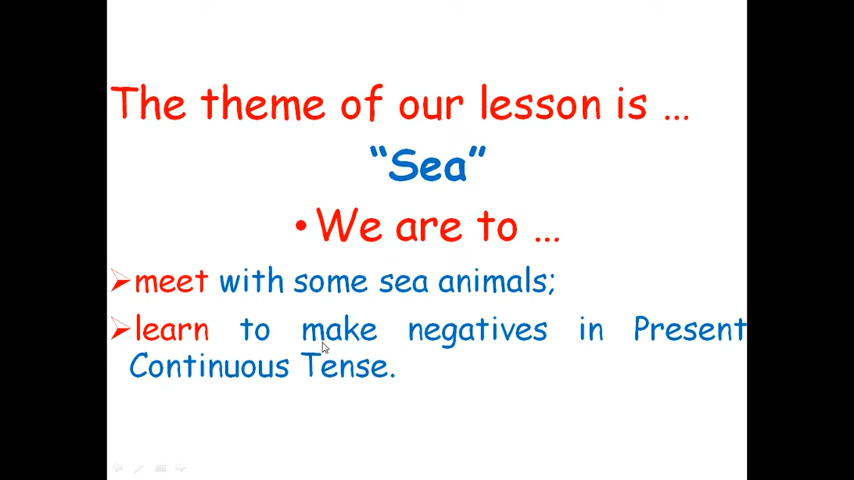 The theme of our lesson is ...
“Sea”
•We are to ...
➢meet with some sea animals;
➢learn to make negatives in Present
Continuous Tense.